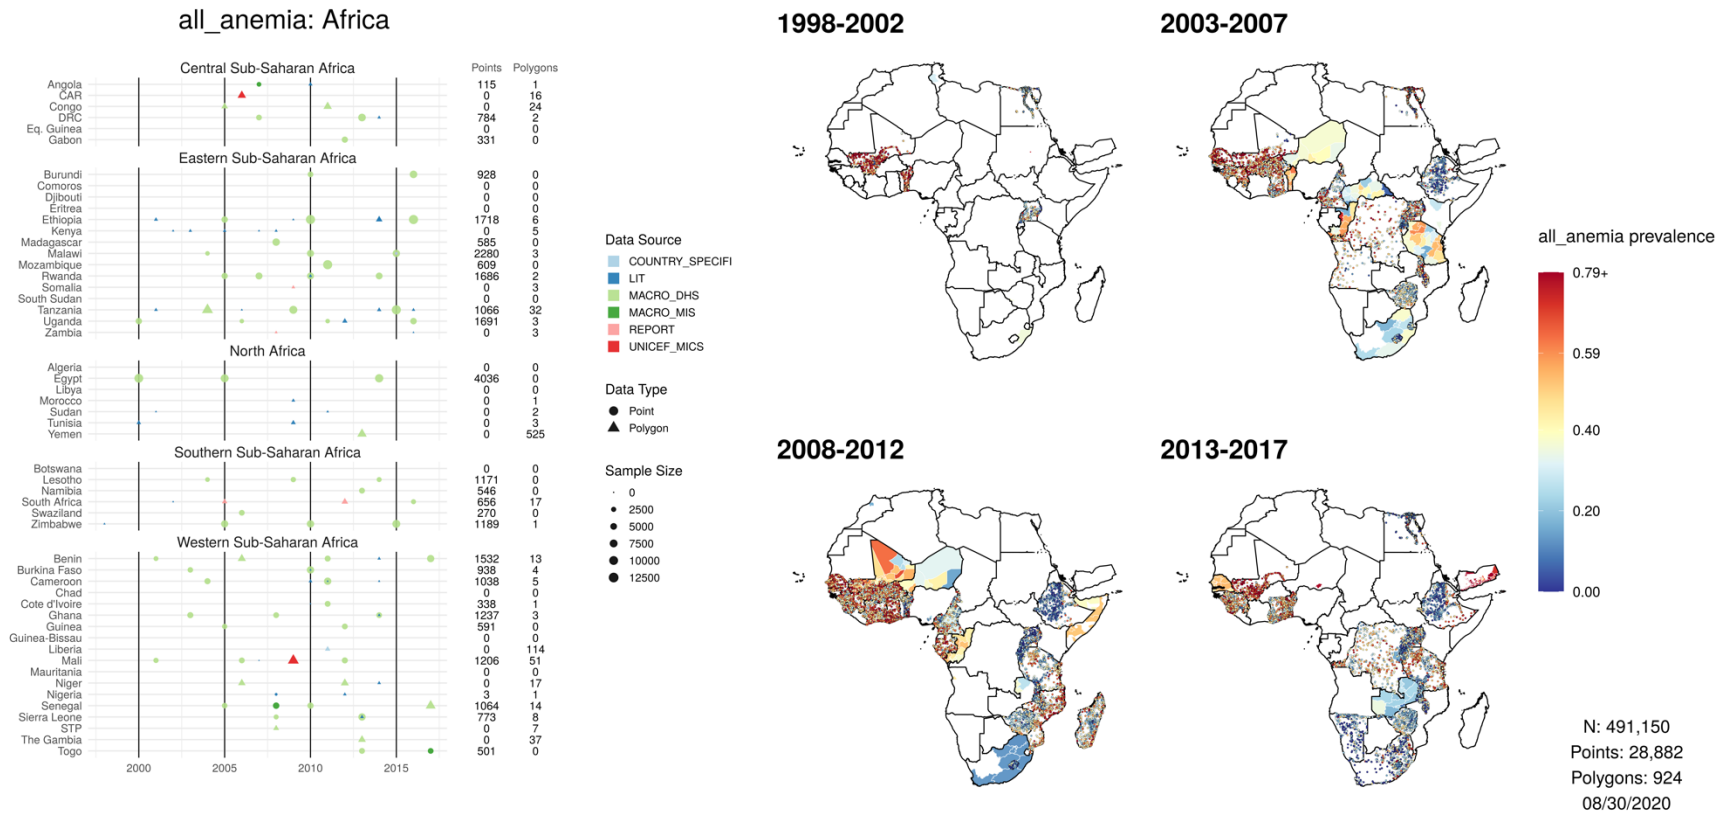 all_anemia: Africa
Points Polygons
Central Sub-Saharan Africa
Angola 115 1
CAR 0 16
Congo 0 24
DRC 784 2
Eq. Guinea 0 0
Gabon 331 0
Eastern Sub-Saharan Africa
Burundi 928 0
Comoros 0 0
Djibouti 0 0
Eritrea 0 0
Ethiopia 1718 6
Kenya 0 5
Madagascar 585 0
Malawi 2280 3
Mozambique 609 0
Rwanda 1686 2
Somalia 0 3
South Sudan 0 0
Tanzania 1066 32
Uganda 1691 3
Zambia 0 3
North Africa
Algeria 0 0
Egypt 4036 0
Libya 0 0
Morocco 0 1
Sudan 0 2
Tunisia 0 3
Yemen 0 525
Southern Sub-Saharan Africa
Botswana 0 0
Lesotho 1171 0
Namibia 546 0
South Africa 656 17
Swaziland 270 0
Zimbabwe 1189 1
Western Sub-Saharan Africa
Benin 1532 13
Burkina Faso 938 4
Cameroon 1038 5
Chad 0 0
Cote d'Ivoire 338 1
Ghana 1237 3
Guinea 591 0
Guinea-Bissau 0 0
Liberia 0 114
Mali 1206 51
Mauritania 0 0
Niger 0 17
Nigeria 3 1
Senegal 1064 14
Sierra Leone 773 8
STP 0 7
The Gambia 0 37
Togo 501 0
2000 2005 2010 2015
Data Source
COUNTRY_SPECIFI
LIT
MACRO_DHS
MACRO_MIS
REPORT
UNICEF_MICS
Data Type
Point
Polygon
Sample Size
0
2500
5000
7500
10000
12500
1998-2002
2003-2007
2008-2012
2013-2017
all_anemia prevalence
0.79+
0.59
0.40
0.20
0.00
N: 491,150
Points: 28,882
Polygons: 924
08/30/2020